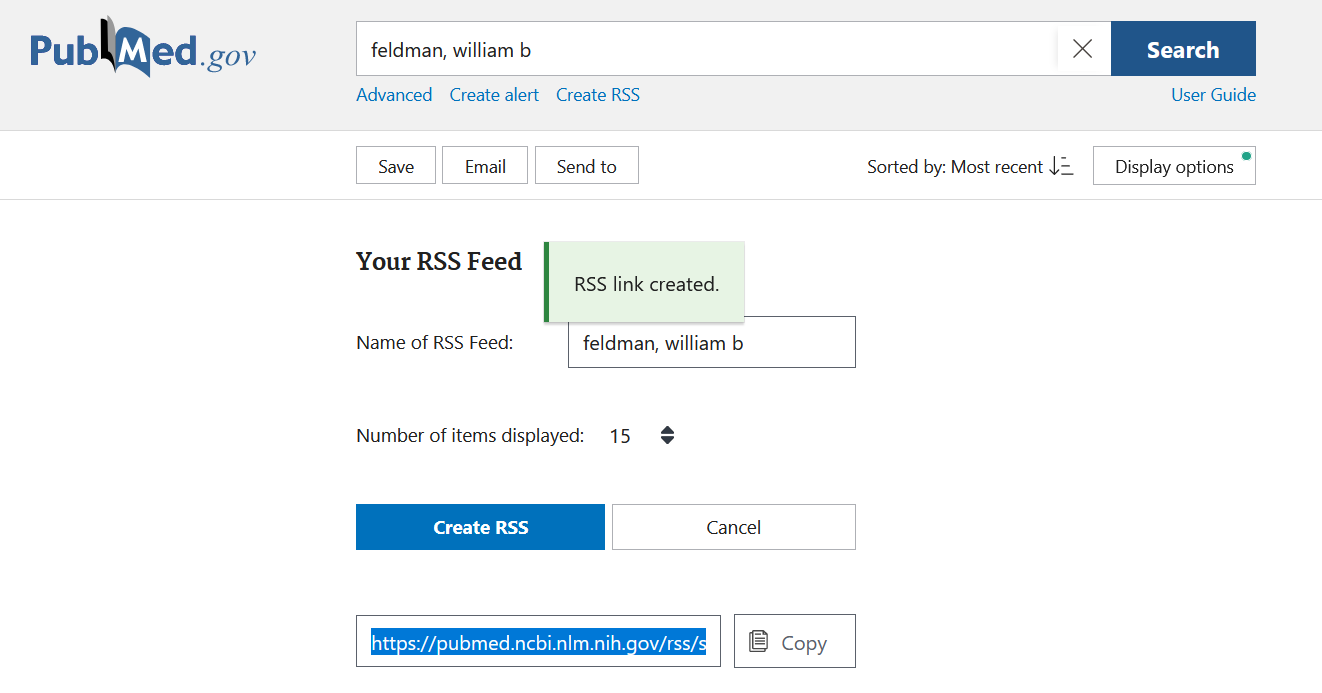 PubMed.gov
feldman, william b
Search
Advanced Create alert Create RSS
User Guide
Save Email Send to
Sorted by: Most recent
Display options
Your RSS Feed
RSS link created.
Name of RSS Feed:
feldman, william b
Number of items displayed: 15
Create RSS
Cancel
https://pubmed.ncbi.nlm.nih.gov/rss/s
Copy